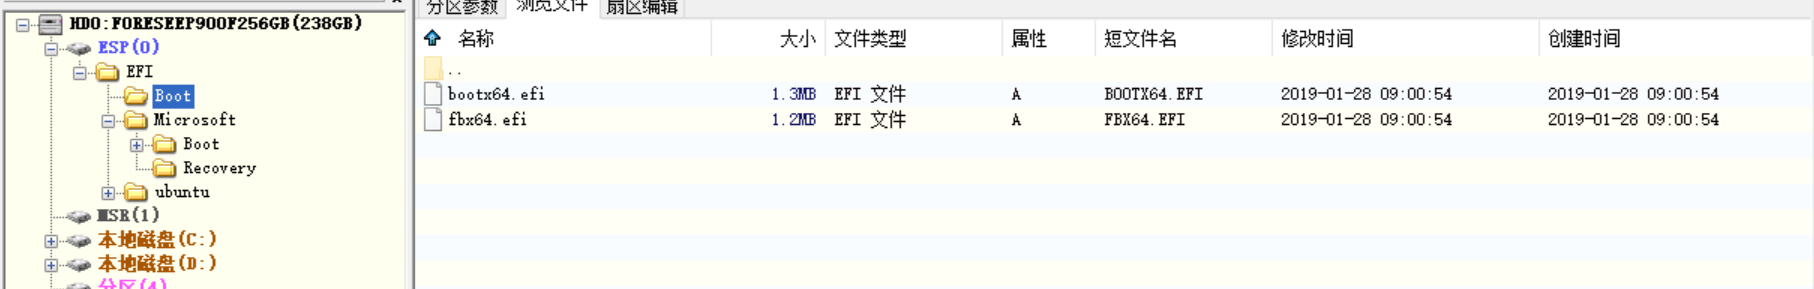 HD0:FORESEEP900F256GB(238GB)
ESP(0)
EFI
Boot
Microsoft
Boot
Recovery
ubuntu
MSR(1)
本地磁盘(C:)
本地磁盘(D:)
分区(4)
分区参数 浏览文件 扇区编辑
名称 大小 文件类型 属性 短文件名 修改时间 创建时间
..
bootx64.efi 1.3MB EFI 文件 A BOOTX64.EFI 2019-01-28 09:00:54 2019-01-28 09:00:54
fbx64.efi 1.2MB EFI 文件 A FBX64.EFI 2019-01-28 09:00:54 2019-01-28 09:00:54